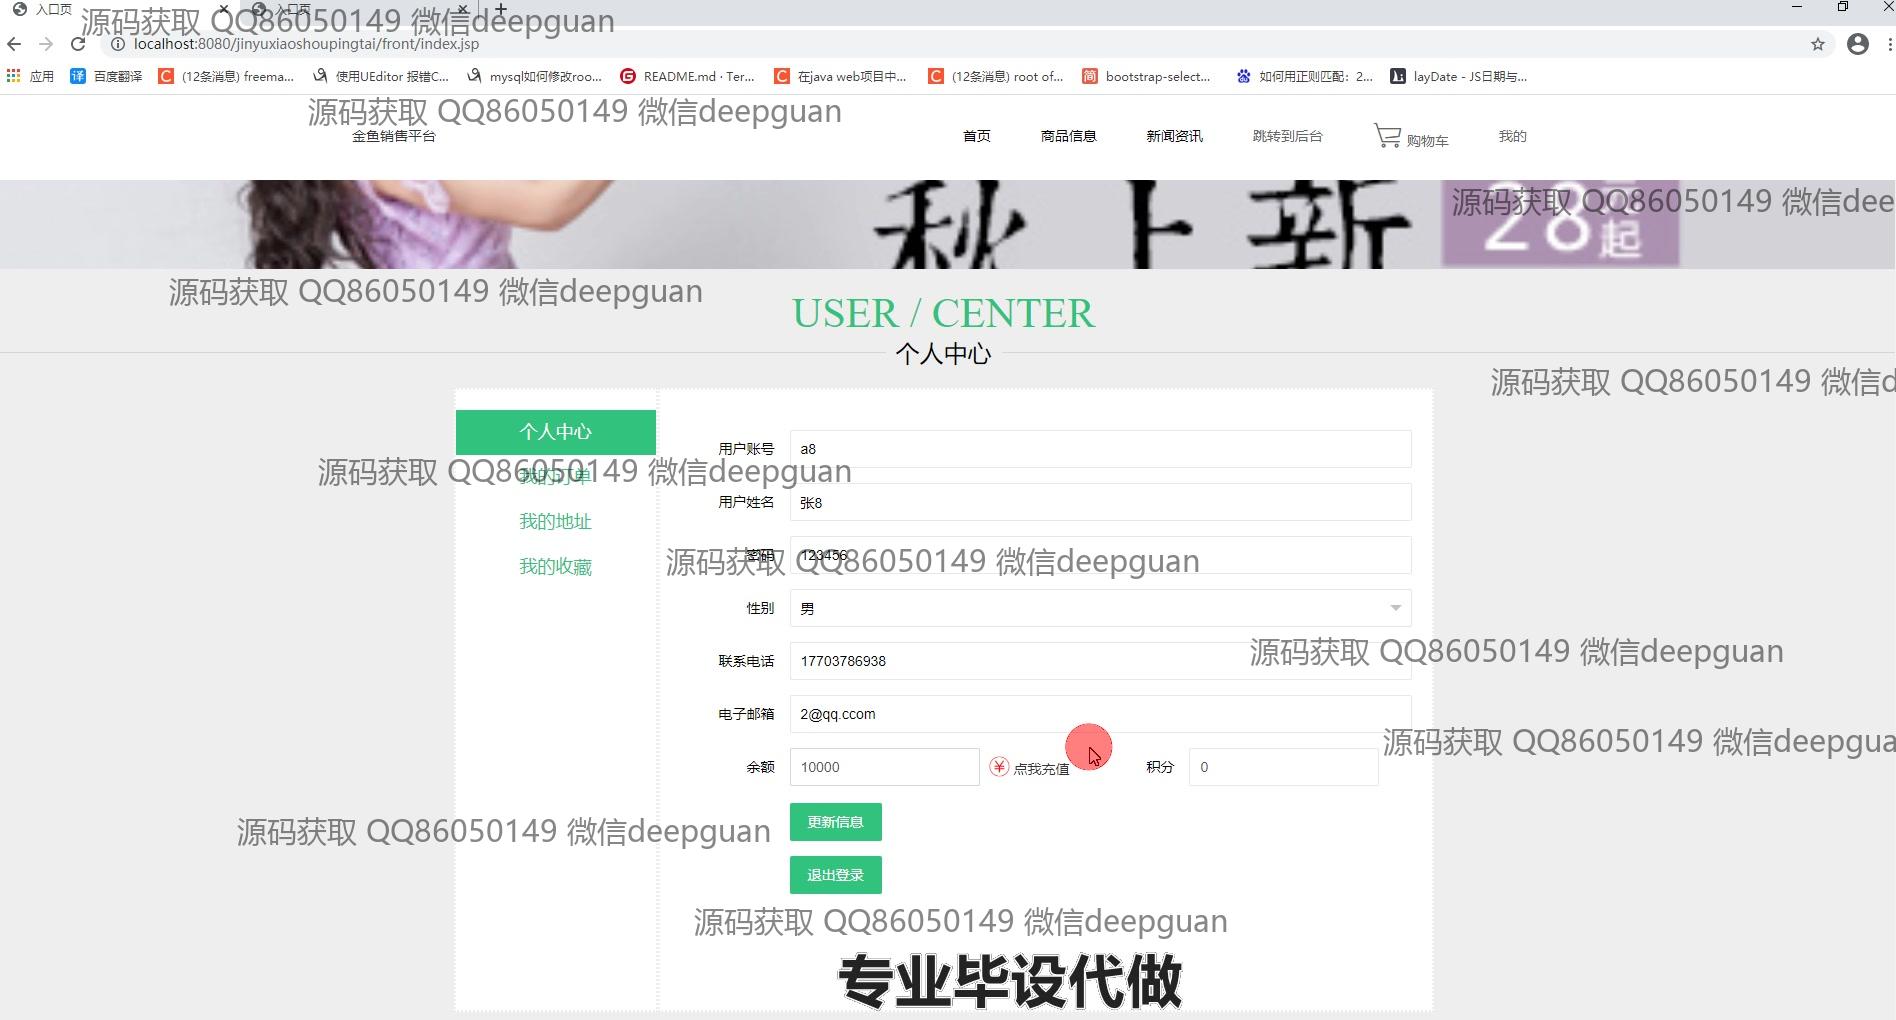 入口页
入口页
源码获取 QQ86050149 微信deepguan
localhost:8080/jinyuxiaoshoupingtai/front/index.jsp
应用 百度翻译 (12条消息) freema... 使用UEditor 报错C... mysql如何修改roo... README.md · Ter... 在java web项目中... (12条消息) root of... bootstrap-select... 如何用正则匹配：2... layDate - JS日期与...
源码获取 QQ86050149 微信deepguan
金鱼销售平台 首页 商品信息 新闻资讯 跳转到后台 购物车 我的
源码获取 QQ86050149 微信dee
秋上新
28起
源码获取 QQ86050149 微信deepguan
USER / CENTER
个人中心
源码获取 QQ86050149 微信d
个人中心
我的订单
我的地址
我的收藏
源码获取 QQ86050149 微信deepguan
用户账号 a8
用户姓名 张8
密码 123456
源码获取 QQ86050149 微信deepguan
性别 男
联系电话 17703786938
源码获取 QQ86050149 微信deepguan
电子邮箱 2@qq.ccom
源码获取 QQ86050149 微信deepgua
余额 10000 点我充值 积分 0
更新信息
源码获取 QQ86050149 微信deepguan
退出登录
源码获取 QQ86050149 微信deepguan
专业毕设代做